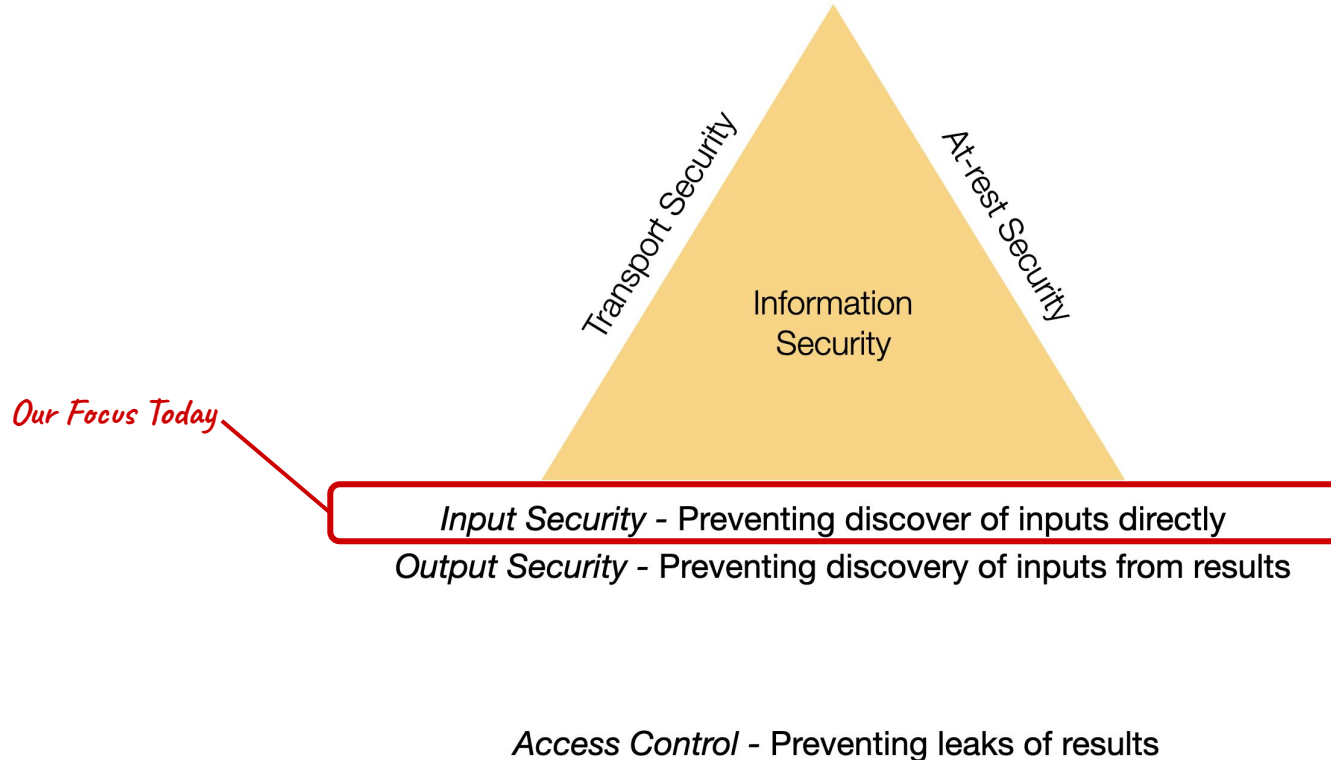 Transport Security
At-rest Security
Information
Security
Our Focus Today
Input Security - Preventing discover of inputs directly
Output Security - Preventing discovery of inputs from results
Access Control - Preventing leaks of results